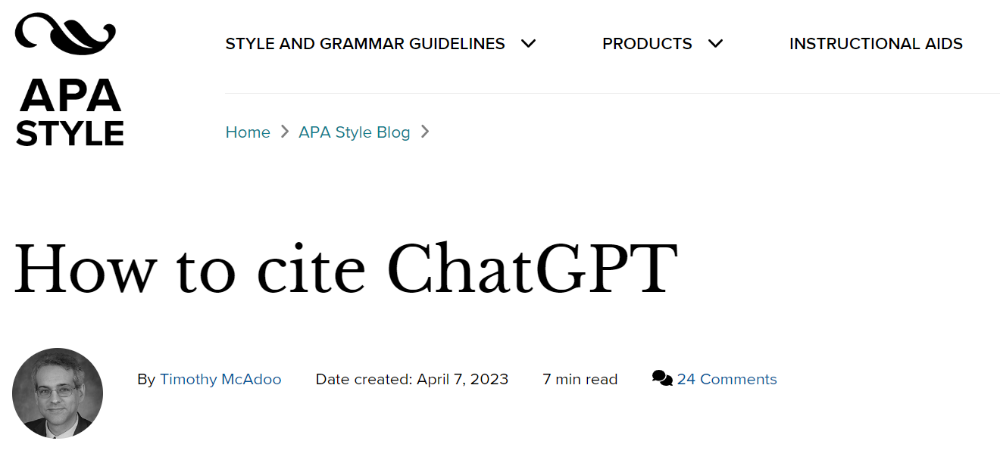 APA
STYLE
STYLE AND GRAMMAR GUIDELINES PRODUCTS INSTRUCTIONAL AIDS
Home APA Style Blog
How to cite ChatGPT
By Timothy McAdoo Date created: April 7, 2023 7 min read 24 Comments